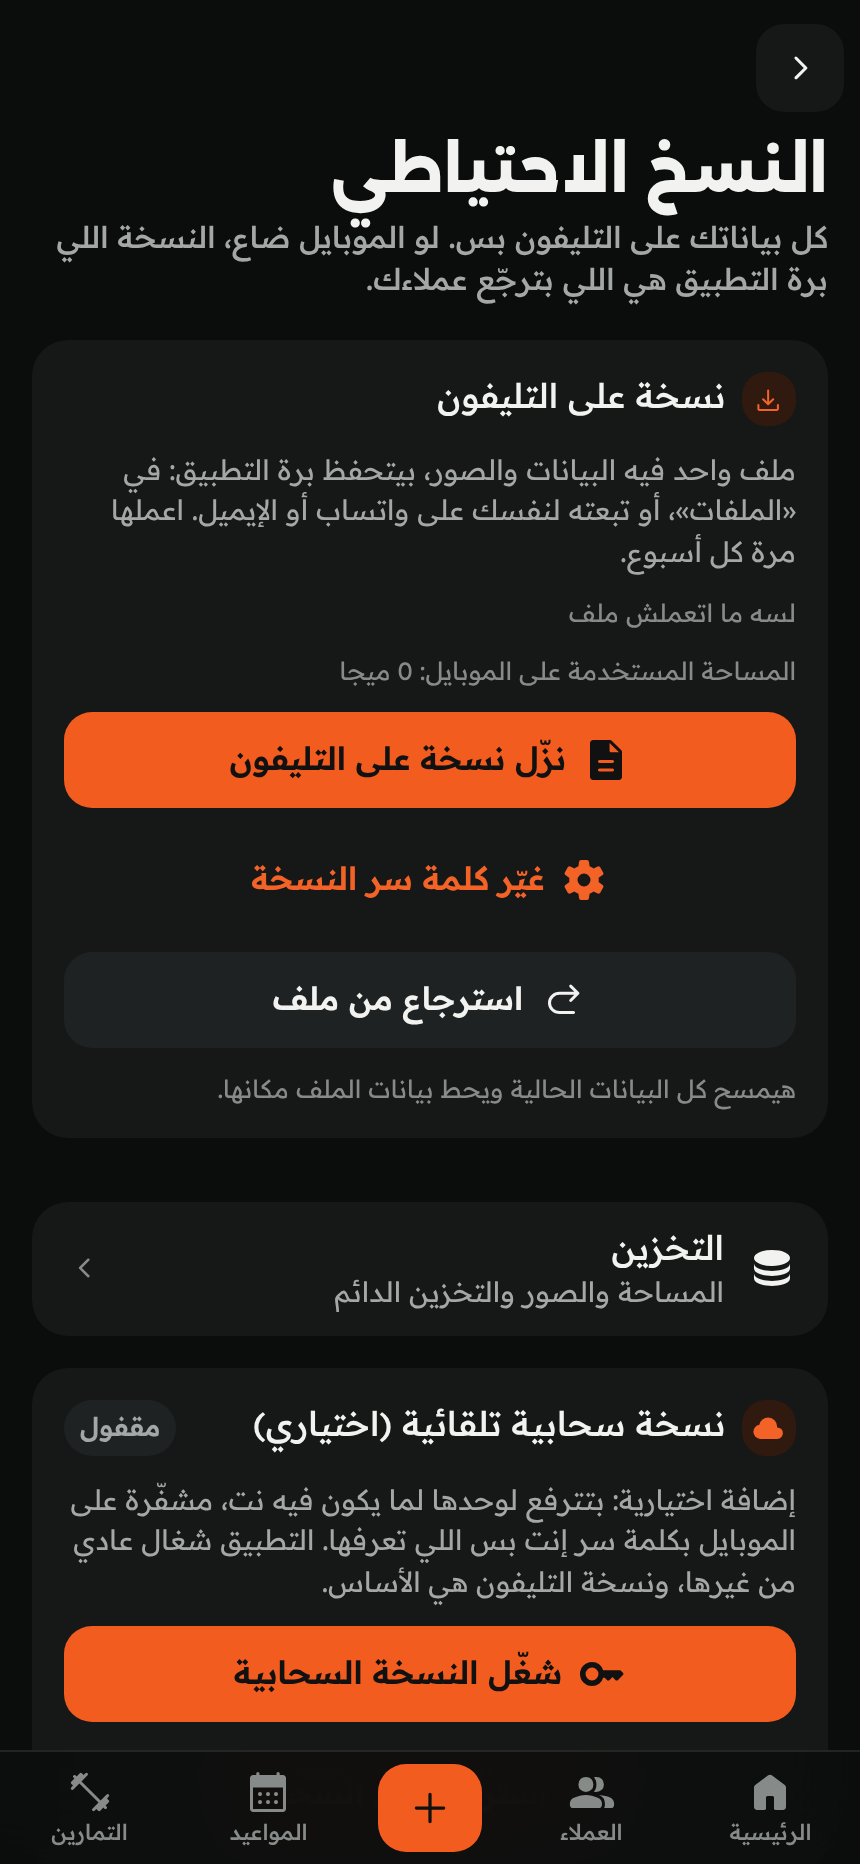 النسخ الاحتياطي
كل بياناتك على التليفون بس. لو الموبايل ضاع، النسخة اللي
برة التطبيق هي اللي بترجّع عملاءك.
نسخة على التليفون
ملف واحد فيه البيانات والصور، بيتحفظ برة التطبيق: في
«الملفات»، أو تبعته لنفسك على واتساب أو الإيميل. اعملها
مرة كل أسبوع.
لسه ما اتعملش ملف
المساحة المستخدمة على الموبايل: 0 ميجا
نزّل نسخة على التليفون
غيّر كلمة سر النسخة
استرجاع من ملف
هيمسح كل البيانات الحالية ويحط بيانات الملف مكانها.
التخزين
المساحة والصور والتخزين الدائم
نسخة سحابية تلقائية (اختياري)
مقفول
إضافة اختيارية: بتترفع لوحدها لما يكون فيه نت، مشفّرة على
الموبايل بكلمة سر إنت بس اللي تعرفها. التطبيق شغال عادي
من غيرها، ونسخة التليفون هي الأساس.
شغّل النسخة السحابية
الرئيسية
العملاء
المواعيد
التمارين